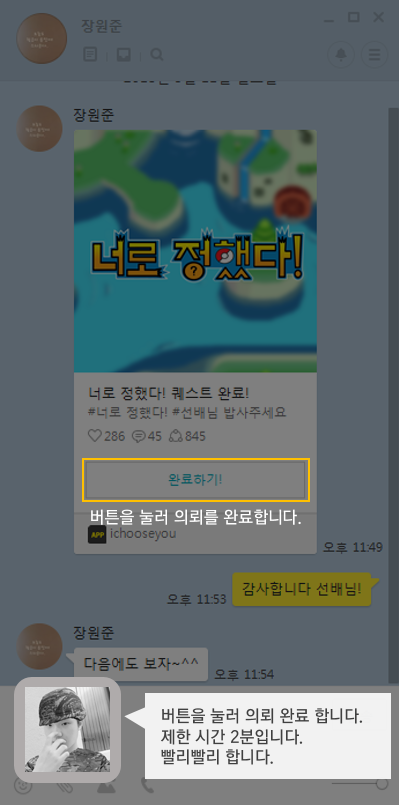 장원준
장원준
너로 정했다!
너로 정했다! 퀘스트 완료!
#너로 정했다! #선배님 밥사주세요
286 45 845
완료하기!
버튼을 눌러 의뢰를 완료합니다.
APP ichooseyou
오후 11:49
오후 11:53 감사합니다 선배님!
장원준
다음에도 보자~^^ 오후 11:54
버튼을 눌러 의뢰 완료 합니다.
제한 시간 2분입니다.
빨리빨리 합니다.